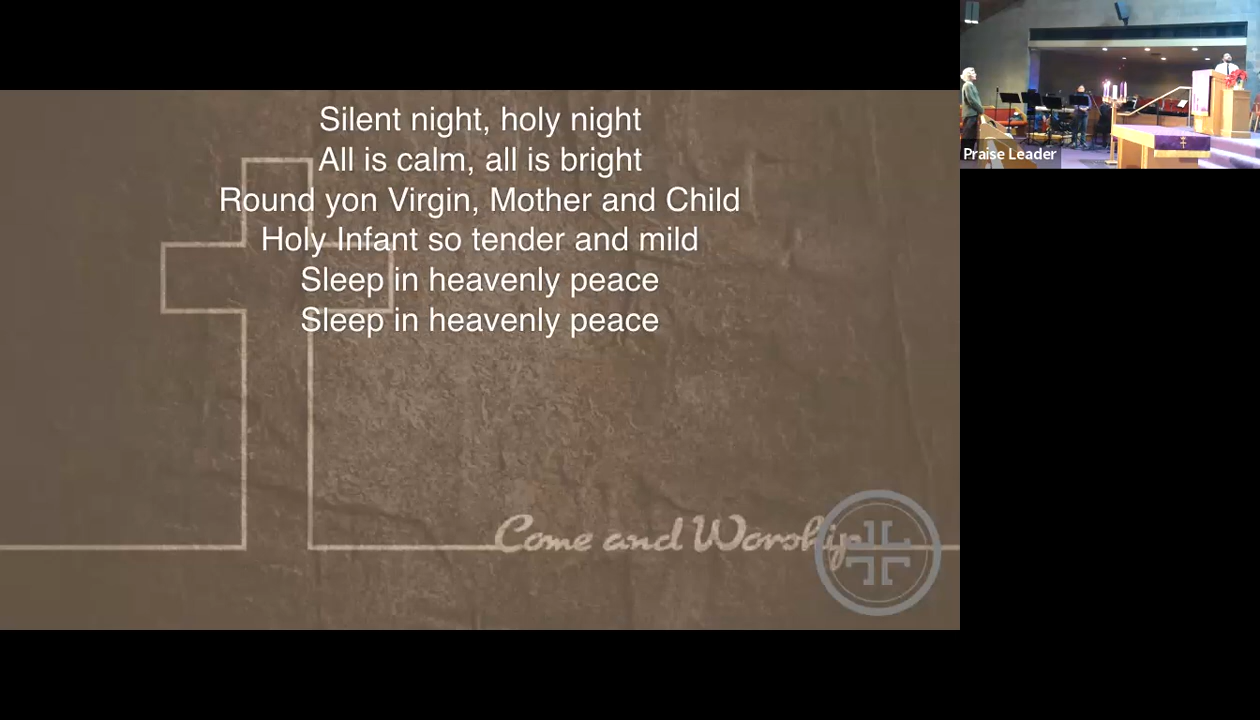 Silent night, holy night
All is calm, all is bright
Round yon Virgin, Mother and Child
Holy Infant so tender and mild
Sleep in heavenly peace
Sleep in heavenly peace
Come and Worship
Praise Leader